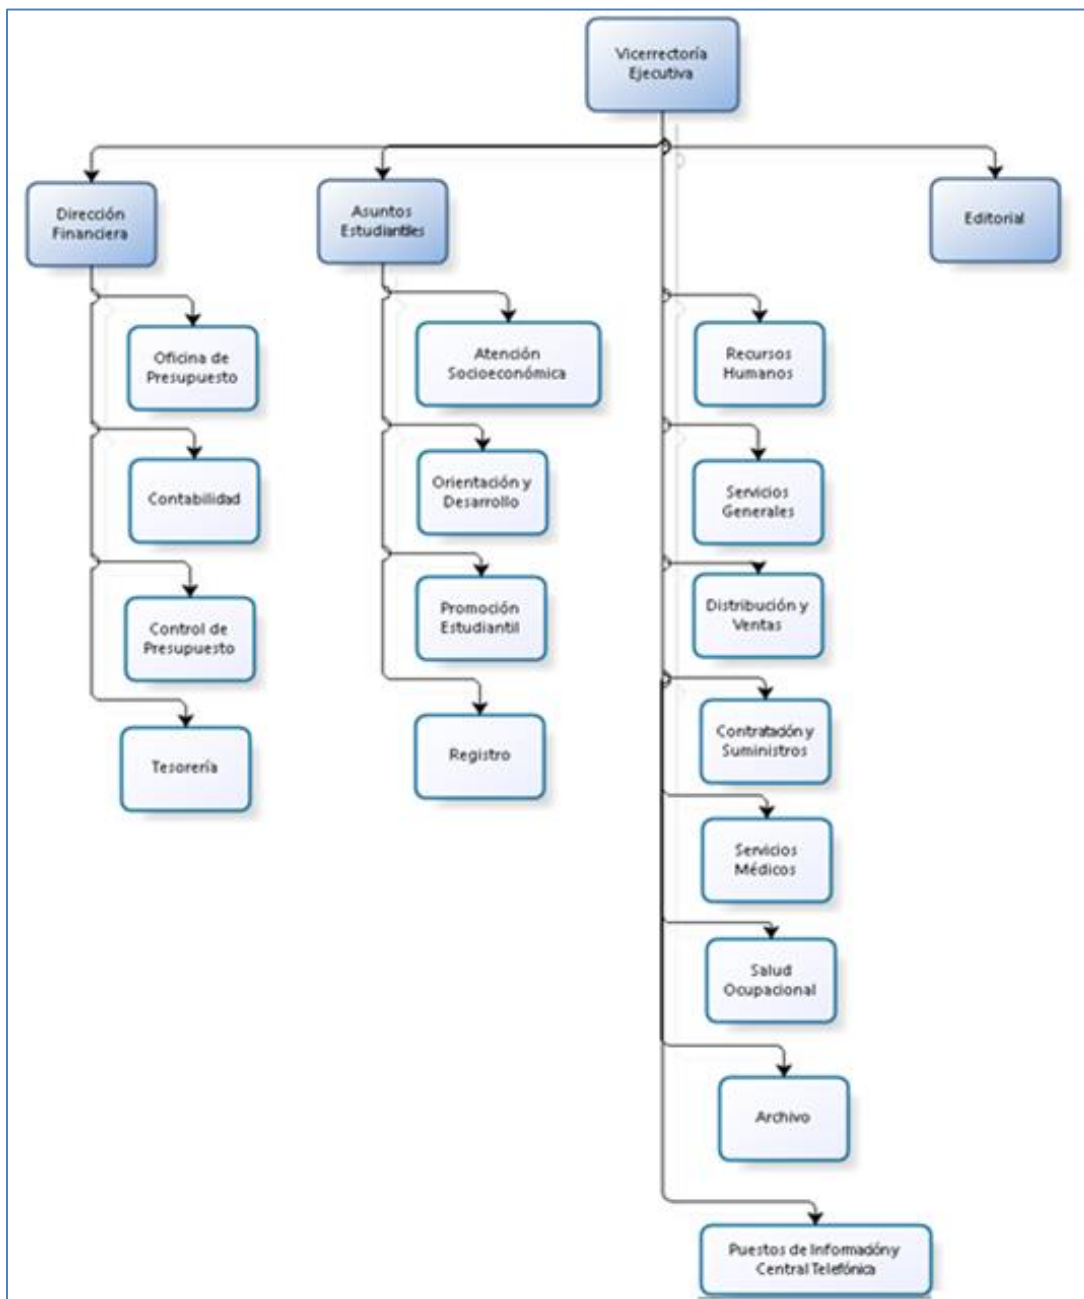 Vicerrectoría
Ejecutiva
Dirección
Financiera
Asuntos
Estudiantiles
Editorial
Oficina de
Presupuesto
Contabilidad
Control de
Presupuesto
Tesorería
Atención
Socioeconómica
Orientación y
Desarrollo
Promoción
Estudiantil
Registro
Recursos
Humanos
Servicios
Generales
Distribución y
Ventas
Contratación y
Suministros
Servicios
Médicos
Salud
Ocupacional
Archivo
Puestos de Información y
Central Telefónica